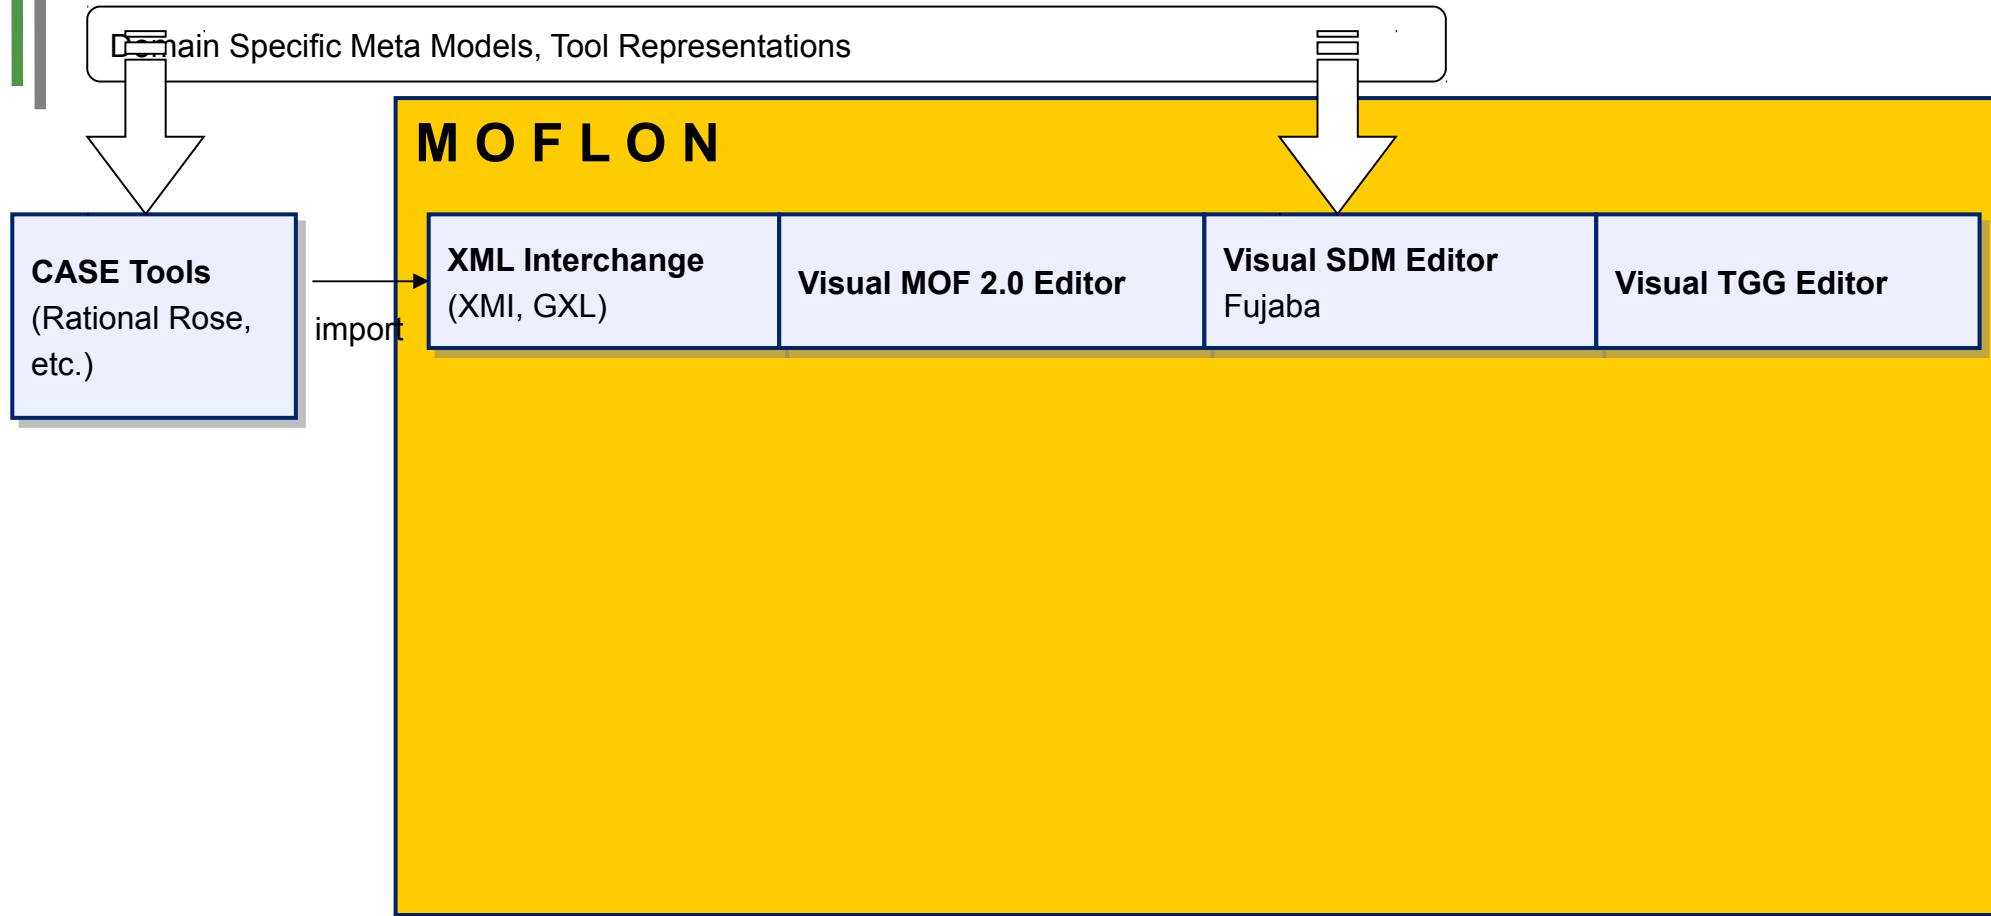 Domain Specific Meta Models, Tool Representations
M O F L O N
CASE Tools
(Rational Rose,
etc.)
import
XML Interchange
(XMI, GXL)
Visual MOF 2.0 Editor
Visual SDM Editor
Fujaba
Visual TGG Editor